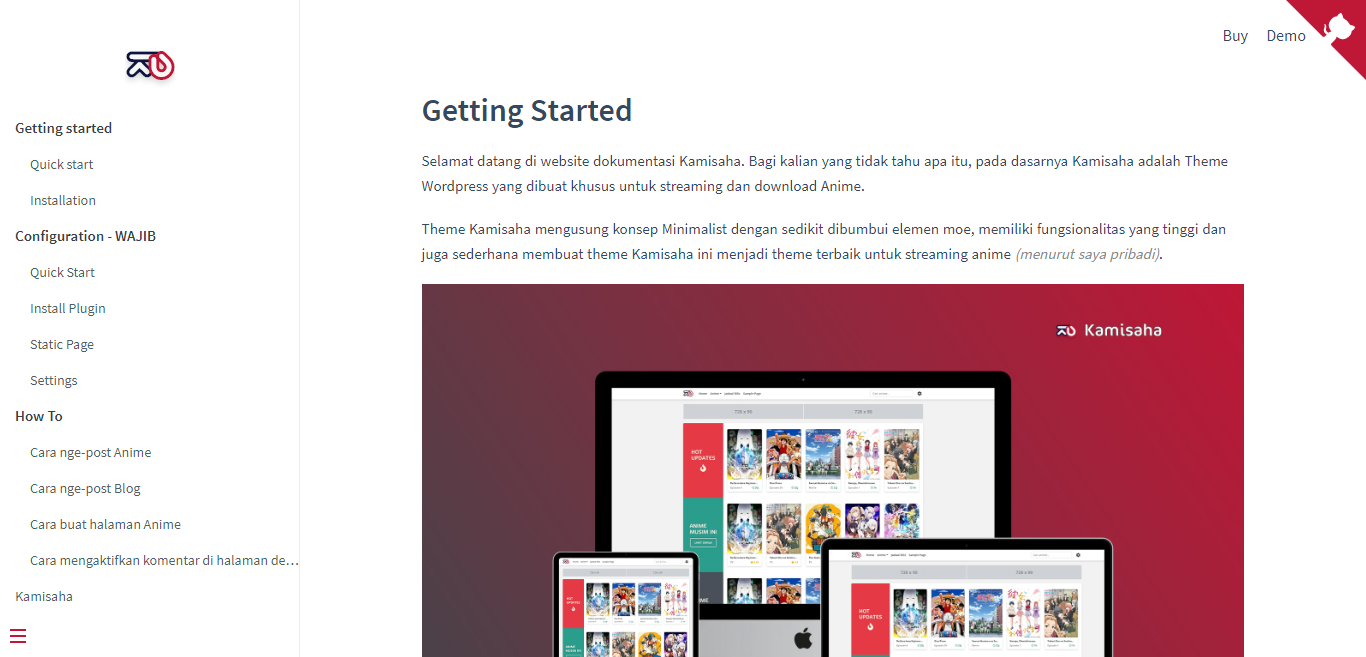 Buy Demo
Getting started
Quick start
Installation
Configuration - WAJIB
Quick Start
Install Plugin
Static Page
Settings
How To
Cara nge-post Anime
Cara nge-post Blog
Cara buat halaman Anime
Cara mengaktifkan komentar di halaman de…
Kamisaha
Getting Started
Selamat datang di website dokumentasi Kamisaha. Bagi kalian yang tidak tahu apa itu, pada dasarnya Kamisaha adalah Theme
Wordpress yang dibuat khusus untuk streaming dan download Anime.
Theme Kamisaha mengusung konsep Minimalist dengan sedikit dibumbui elemen moe, memiliki fungsionalitas yang tinggi dan
juga sederhana membuat theme Kamisaha ini menjadi theme terbaik untuk streaming anime (menurut saya pribadi).
Kamisaha
728 x 90 728 x 90
HOT
UPDATES
ANIME
MUSIM INI
HOT
UPDATES